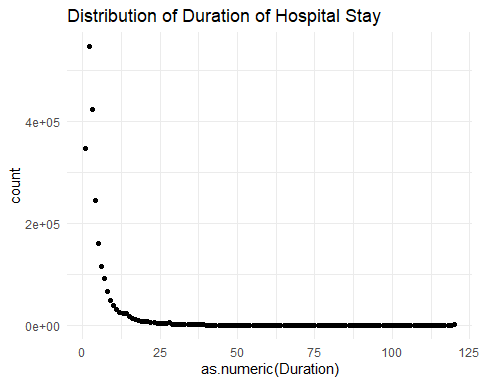 Distribution of Duration of Hospital Stay
4e+05
2e+05
0e+00
count
0 25 50 75 100 125
as.numeric(Duration)